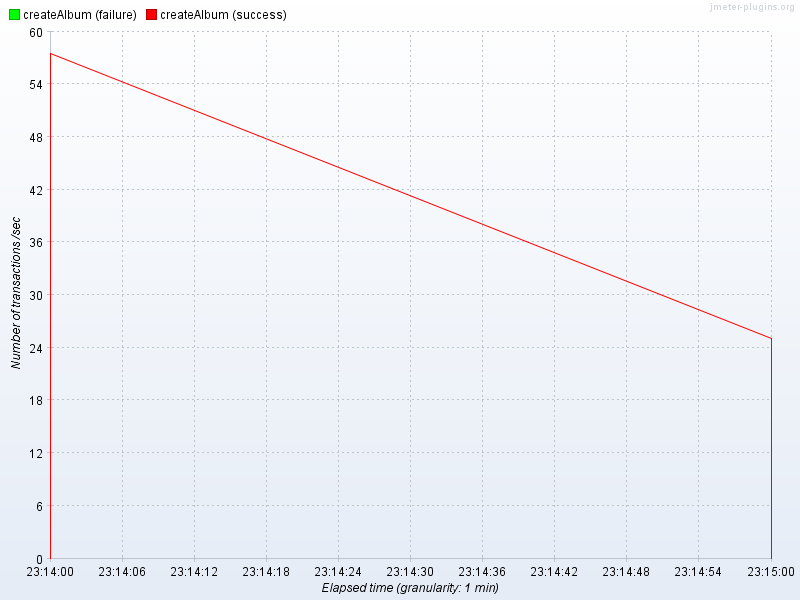 jmeter-plugins.org
createAlbum (failure) createAlbum (success)
60
54
48
42
36
30
24
18
12
6
0
Number of transactions /sec
23:14:00 23:14:06 23:14:12 23:14:18 23:14:24 23:14:30 23:14:36 23:14:42 23:14:48 23:14:54 23:15:00
Elapsed time (granularity: 1 min)